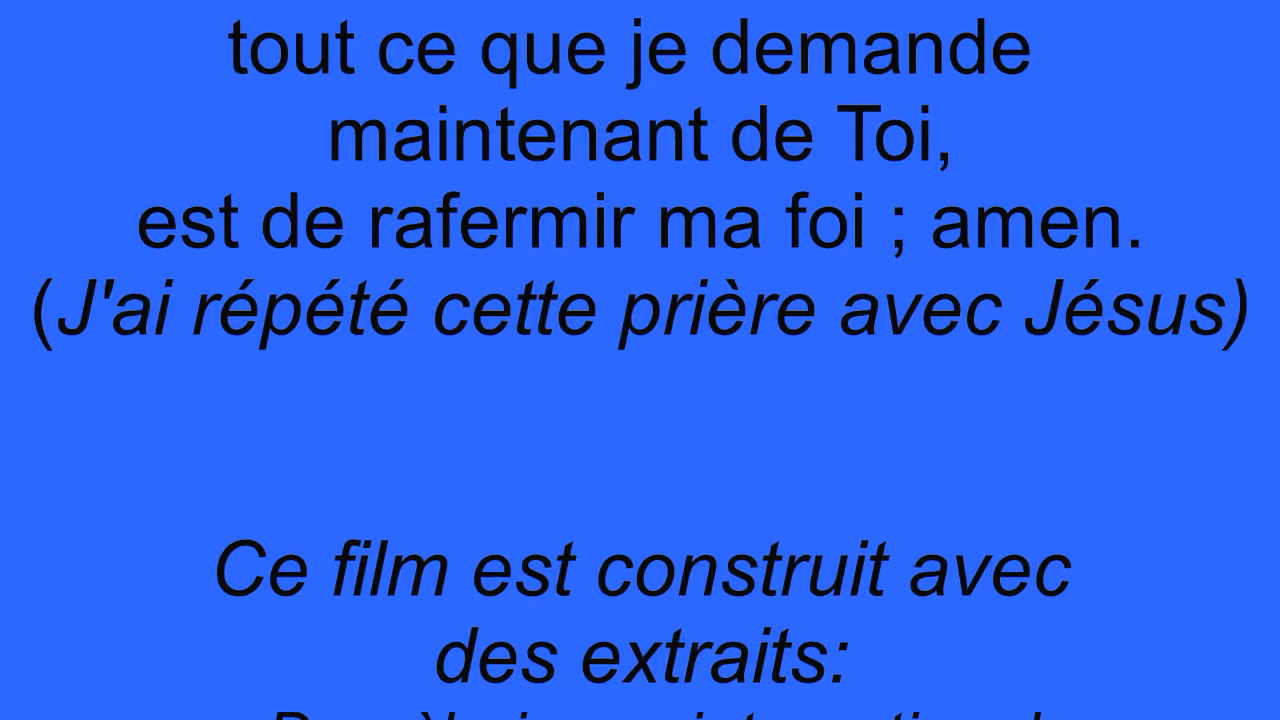 tout ce que je demande
maintenant de Toi,
est de rafermir ma foi ; amen.
(J'ai répété cette prière avec Jésus)
Ce film est construit avec
des extraits: